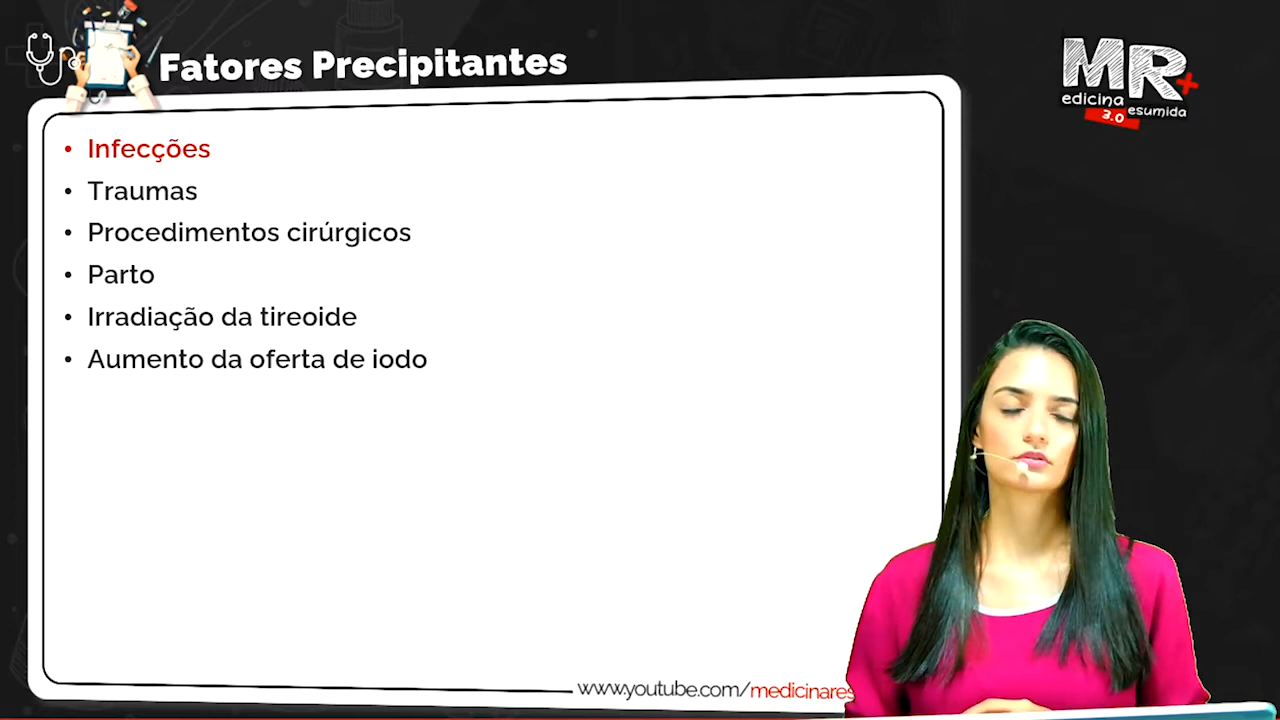 Fatores Precipitantes
MR+
edicina esumida
3.0
• Infecções
• Traumas
• Procedimentos cirúrgicos
• Parto
• Irradiação da tireoide
• Aumento da oferta de iodo
www.youtube.com/medicinares